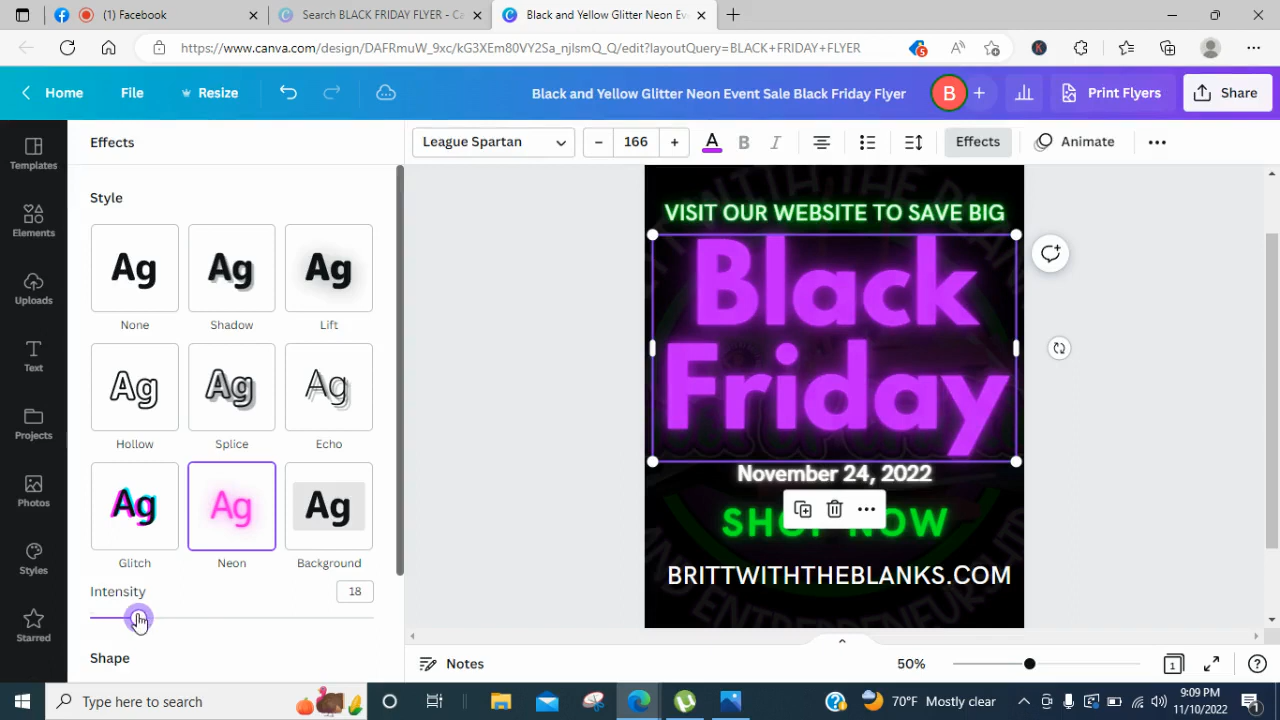 (1) Facebook
Search BLACK FRIDAY FLYER - Ca
Black and Yellow Glitter Neon Eve
https://www.canva.com/design/DAFRmuW_9xc/kG3XEm80VY2Sa_njIsmQ_Q/edit?layoutQuery=BLACK+FRIDAY+FLYER
5
K
Home
File
Resize
Black and Yellow Glitter Neon Event Sale Black Friday Flyer
B
Print Flyers
Share
Effects
League Spartan
166
A
B
I
Effects
Animate
Templates
Elements
Uploads
Text
Projects
Photos
Styles
Starred
Style
Ag
Ag
Ag
None
Shadow
Lift
Ag
Ag
Ag
Hollow
Splice
Echo
Ag
Ag
Ag
Glitch
Neon
Background
Intensity
18
Shape
VISIT OUR WEBSITE TO SAVE BIG
Black
Friday
November 24, 2022
BRITTWITHTHEBLANKS.COM
Notes
50%
1
Type here to search
70°F Mostly clear
9:09 PM
11/10/2022
1